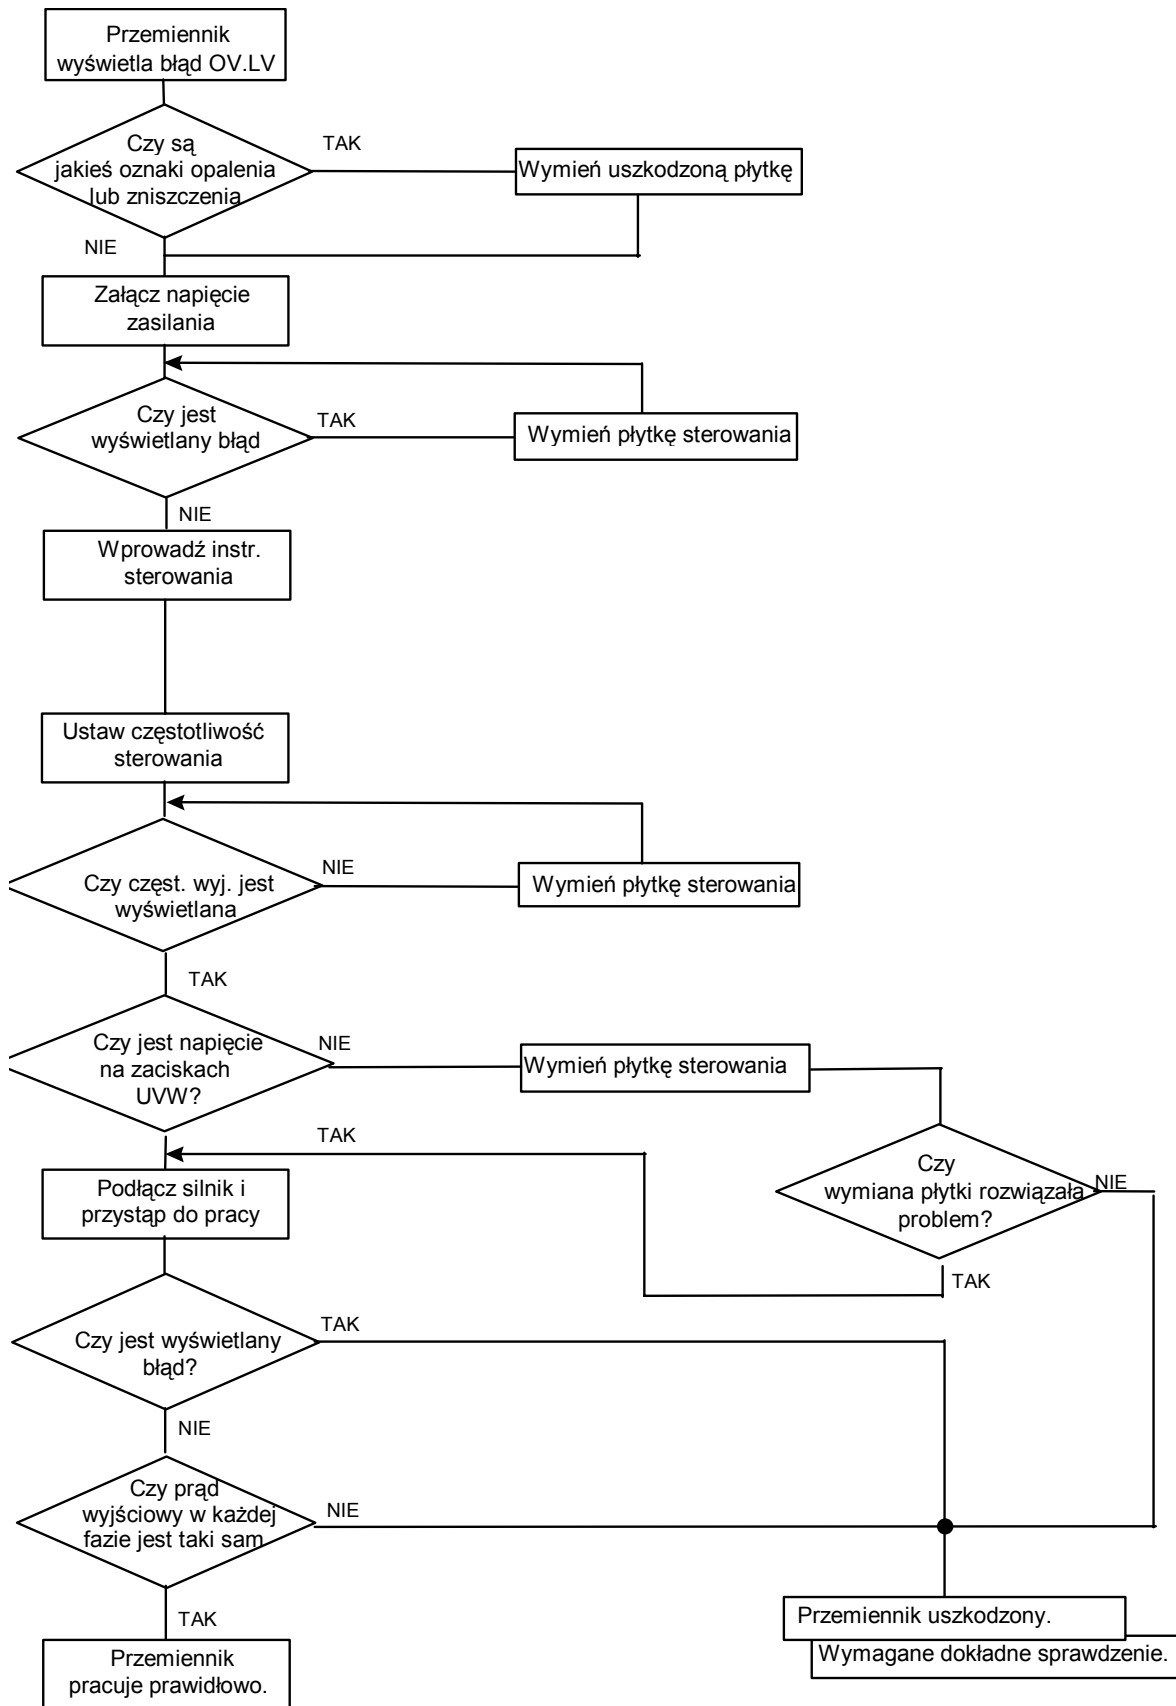 Przemiennik
wyświetla błąd OV.LV
Czy są
jakieś oznaki opalenia
lub zniszczenia
TAK
Wymień uszkodzoną płytkę
NIE
Załącz napięcie
zasilania
Czy jest
wyświetlany błąd
TAK
Wymień płytkę sterowania
NIE
Wprowadź instr.
sterowania
Ustaw częstotliwość
sterowania
Czy częst. wyj. jest
wyświetlana
NIE
Wymień płytkę sterowania
TAK
Czy jest napięcie
na zaciskach
UVW?
NIE
Wymień płytkę sterowania
TAK
Czy
wymiana płytki rozwiązała
problem?
NIE
TAK
Podłącz silnik i
przystąp do pracy
Czy jest wyświetlany
błąd?
TAK
NIE
Czy prąd
wyjściowy w każdej
fazie jest taki sam
NIE
TAK
Przemiennik uszkodzony.
Wymagane dokładne sprawdzenie.
Przemiennik
pracuje prawidłowo.